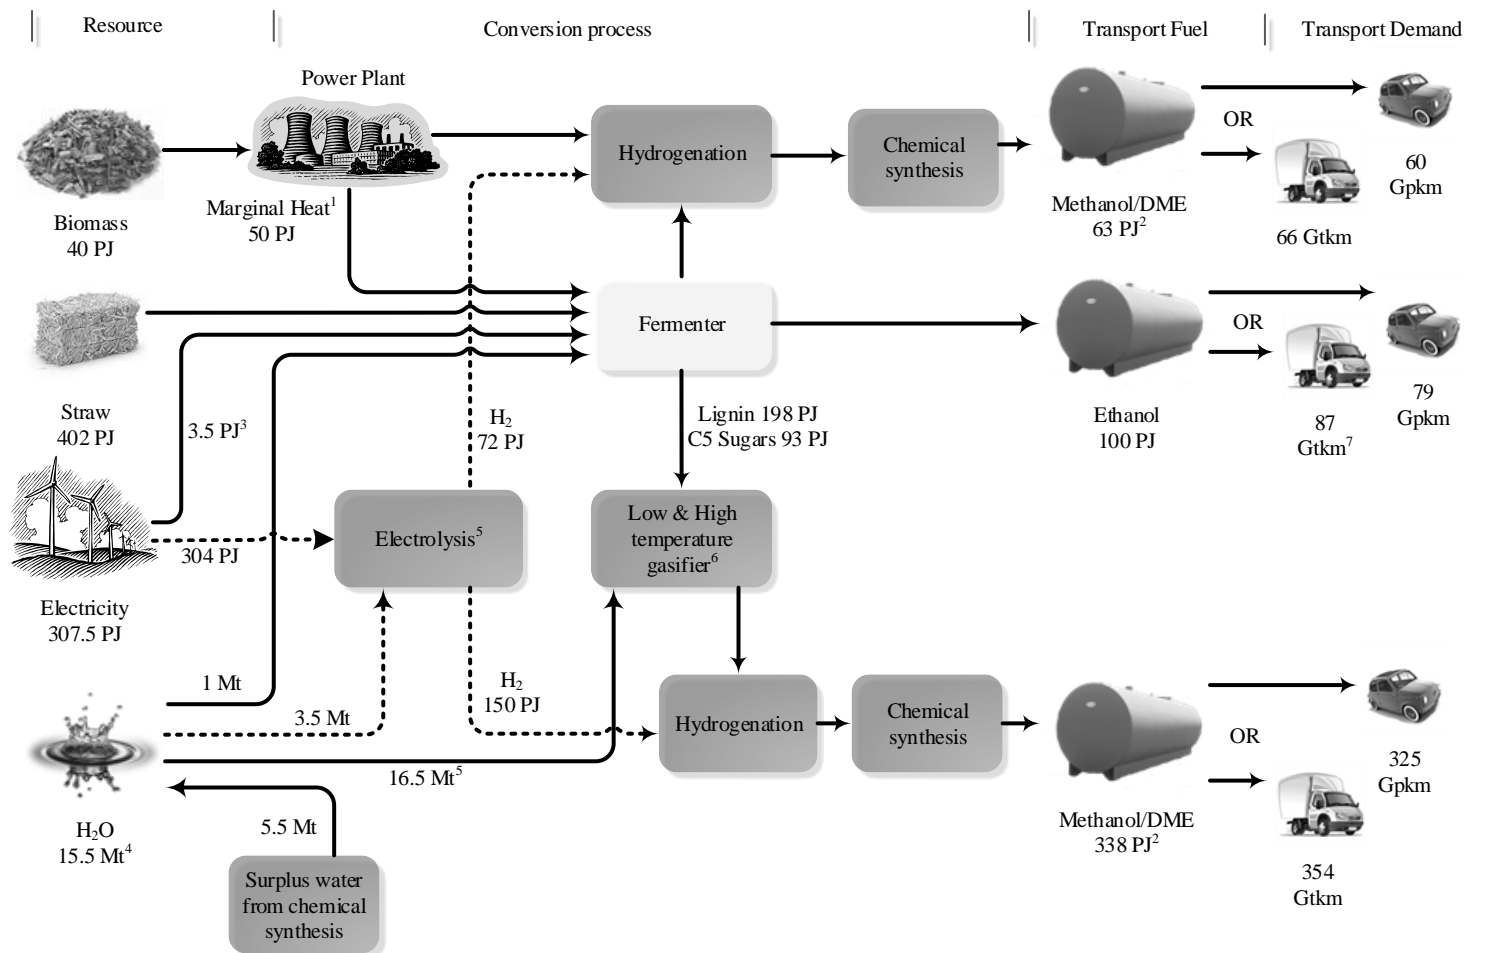 Resource
Conversion process
Transport Fuel
Transport Demand
Power Plant
Biomass
40 PJ
Marginal Heat¹
50 PJ
Hydrogenation
Chemical
synthesis
Methanol/DME
63 PJ²
OR
60
Gpkm
66 Gtkm
Straw
402 PJ
3.5 PJ³
H₂
72 PJ
Fermenter
Lignin 198 PJ
C5 Sugars 93 PJ
Ethanol
100 PJ
OR
79
Gpkm
87
Gtkm⁷
Electricity
307.5 PJ
304 PJ
Electrolysis⁵
Low & High
temperature
gasifier⁶
1 Mt
3.5 Mt
H₂
150 PJ
16.5 Mt⁵
Hydrogenation
Chemical
synthesis
Methanol/DME
338 PJ²
OR
325
Gpkm
354
Gtkm
H₂O
15.5 Mt⁴
5.5 Mt
Surplus water
from chemical
synthesis